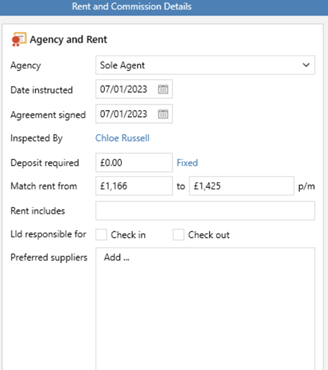 Rent and Commission Details
Agency and Rent
Agency Sole Agent
Date instructed 07/01/2023
Agreement signed 07/01/2023
Inspected By Chloe Russell
Deposit required £0.00 Fixed
Match rent from £1,166 to £1,425 p/m
Rent includes
Lld responsible for Check in Check out
Preferred suppliers Add ...